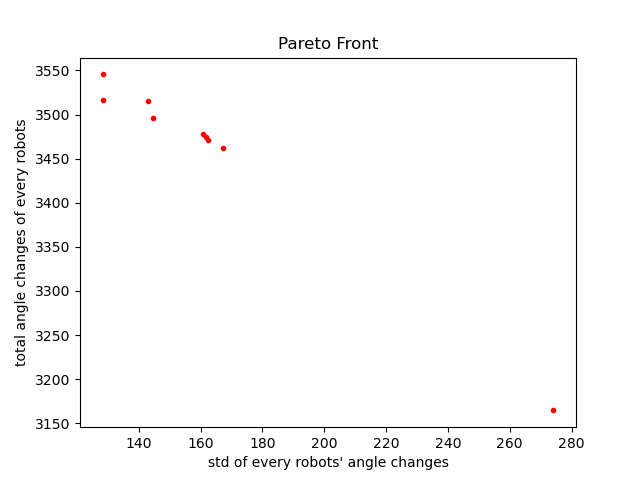 Pareto Front
3550
3500
3450
3400
3350
3300
3250
3200
3150
total angle changes of every robots
140 160 180 200 220 240 260 280
std of every robots' angle changes